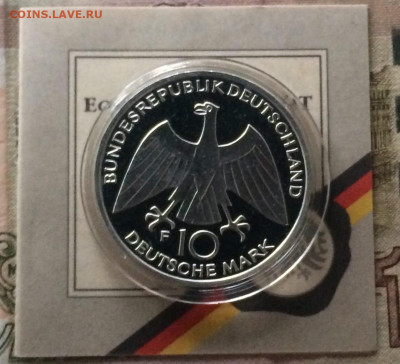 COINS.LAVE.RU
BUNDESREPUBLIK DEUTSCHLAND
F 10
DEUTSCHE MARK